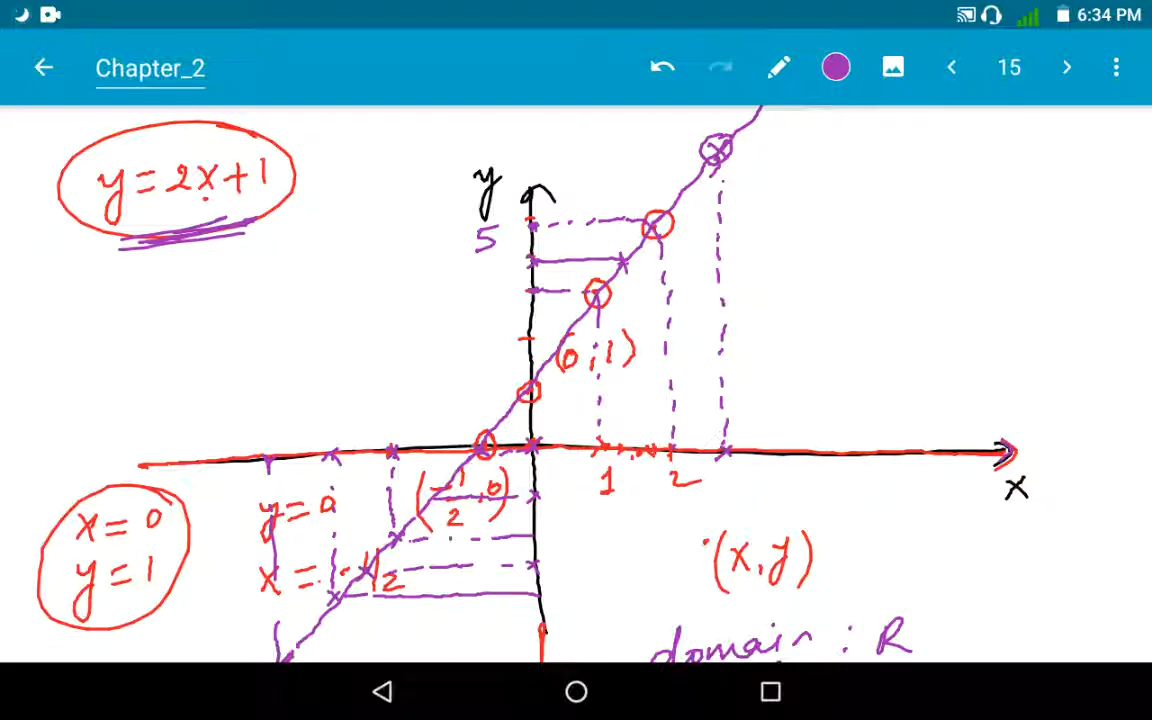 6:34 PM
Chapter_2
15
y = 2x+1
y
5
(0,1)
1
2
x
(-1/2,0)
x = 0
y = 1
y = 0
x = -1/2
(x,y)
domain : R